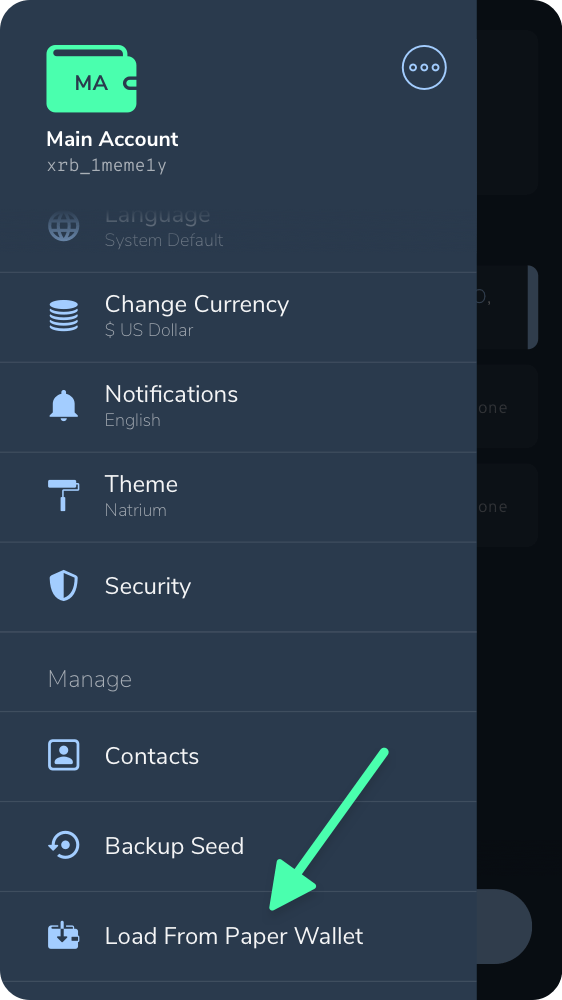 MA
Main Account
xrb_1meme1y
Language
System Default
Change Currency
$ US Dollar
Notifications
English
Theme
Natrium
Security
Manage
Contacts
Backup Seed
Load From Paper Wallet